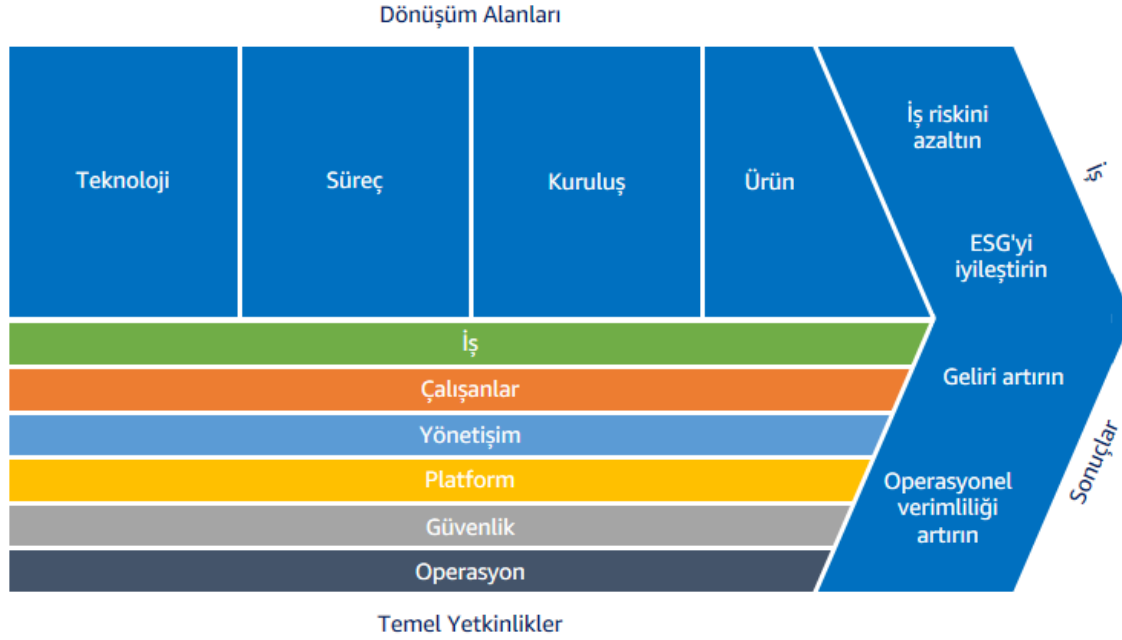 Dönüşüm Alanları
Teknoloji
Süreç
Kuruluş
Ürün
İş riskini
azaltın
ESG'yi
iyileştirin
Geliri artırın
Operasyonel
verimliliği
artırın
İş
Sonuçlar
İş
Çalışanlar
Yönetişim
Platform
Güvenlik
Operasyon
Temel Yetkinlikler